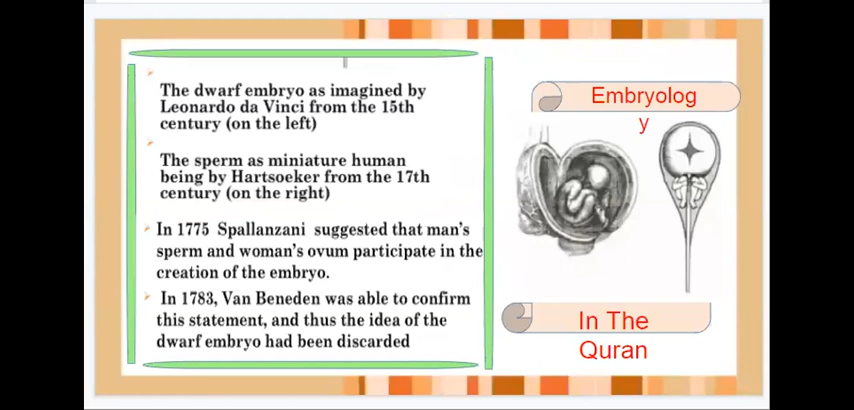 The dwarf embryo as imagined by
Leonardo da Vinci from the 15th
century (on the left)
The sperm as miniature human
being by Hartsoeker from the 17th
century (on the right)
In 1775 Spallanzani suggested that man's
sperm and woman's ovum participate in the
creation of the embryo.
In 1783, Van Beneden was able to confirm
this statement, and thus the idea of the
dwarf embryo had been discarded
Embryolog
y
In The
Quran